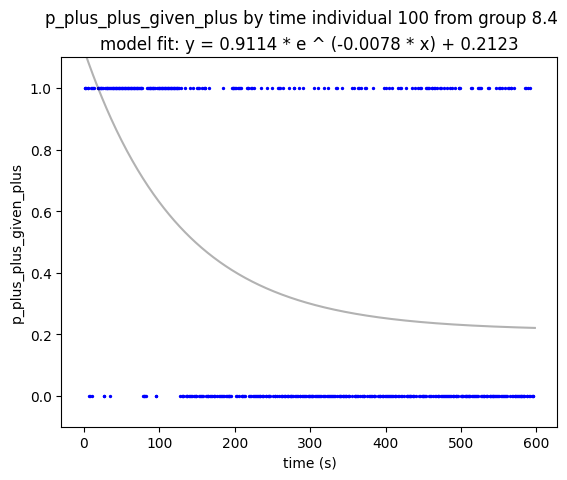 p_plus_plus_given_plus by time individual 100 from group 8.4
model fit: y = 0.9114 * e ^ (-0.0078 * x) + 0.2123
p_plus_plus_given_plus
1.0
0.8
0.6
0.4
0.2
0.0
0 100 200 300 400 500 600
time (s)